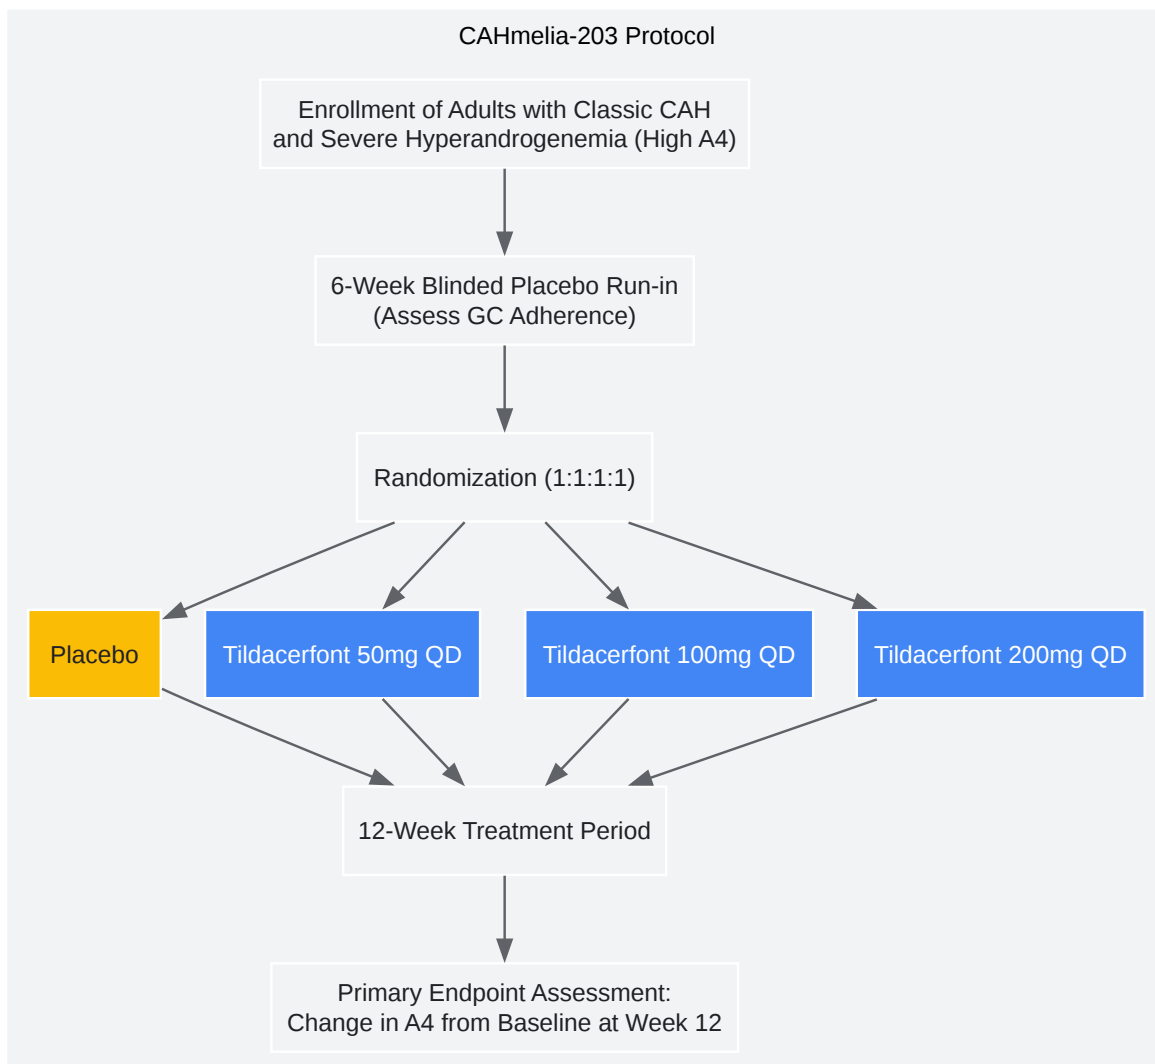 CAHmelia-203 Protocol
Enrollment of Adults with Classic CAH
and Severe Hyperandrogenemia (High A4)
6-Week Blinded Placebo Run-in
(Assess GC Adherence)
Randomization (1:1:1:1)
Placebo
Tildacerfont 50mg QD
Tildacerfont 100mg QD
Tildacerfont 200mg QD
12-Week Treatment Period
Primary Endpoint Assessment:
Change in A4 from Baseline at Week 12